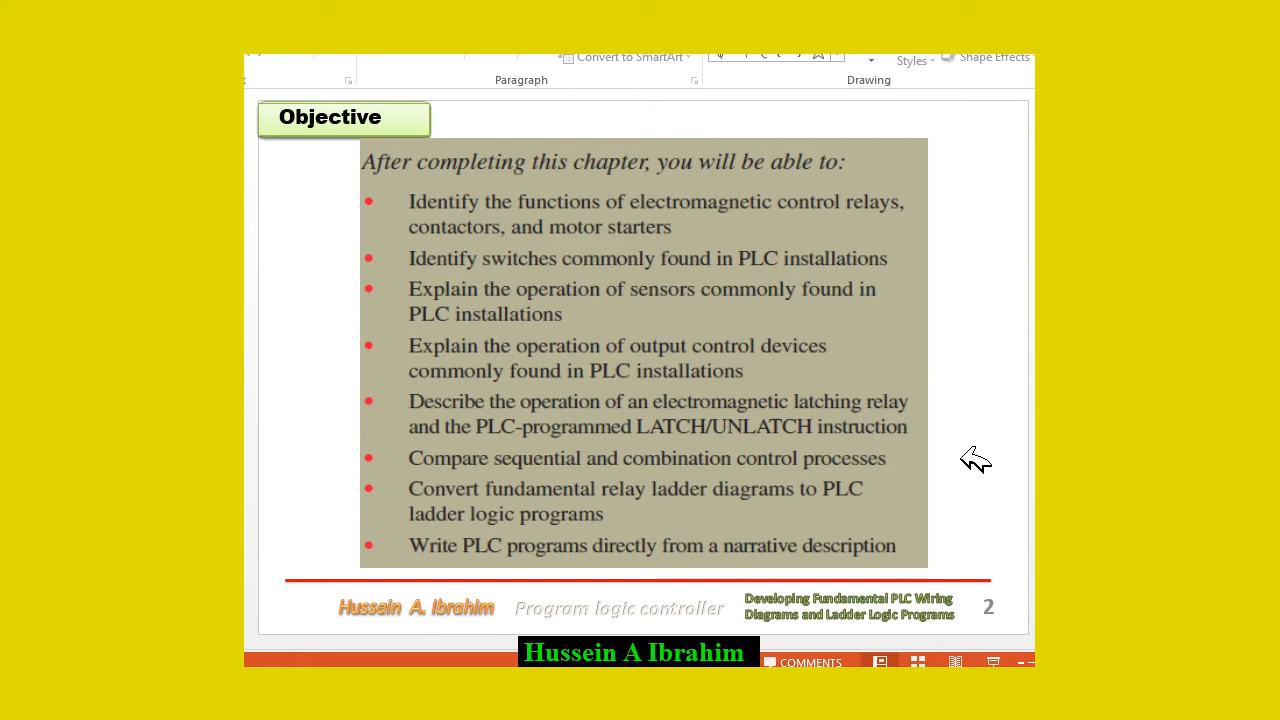 Convert to SmartArt
Styles
Shape Effects
Paragraph
Drawing
Objective
After completing this chapter, you will be able to:
• Identify the functions of electromagnetic control relays,
contactors, and motor starters
• Identify switches commonly found in PLC installations
• Explain the operation of sensors commonly found in
PLC installations
• Explain the operation of output control devices
commonly found in PLC installations
• Describe the operation of an electromagnetic latching relay
and the PLC-programmed LATCH/UNLATCH instruction
• Compare sequential and combination control processes
• Convert fundamental relay ladder diagrams to PLC
ladder logic programs
• Write PLC programs directly from a narrative description
Hussein A. Ibrahim
Program logic controller
Developing Fundamental PLC Wiring
Diagrams and Ladder Logic Programs
2
Hussein A Ibrahim
COMMENTS